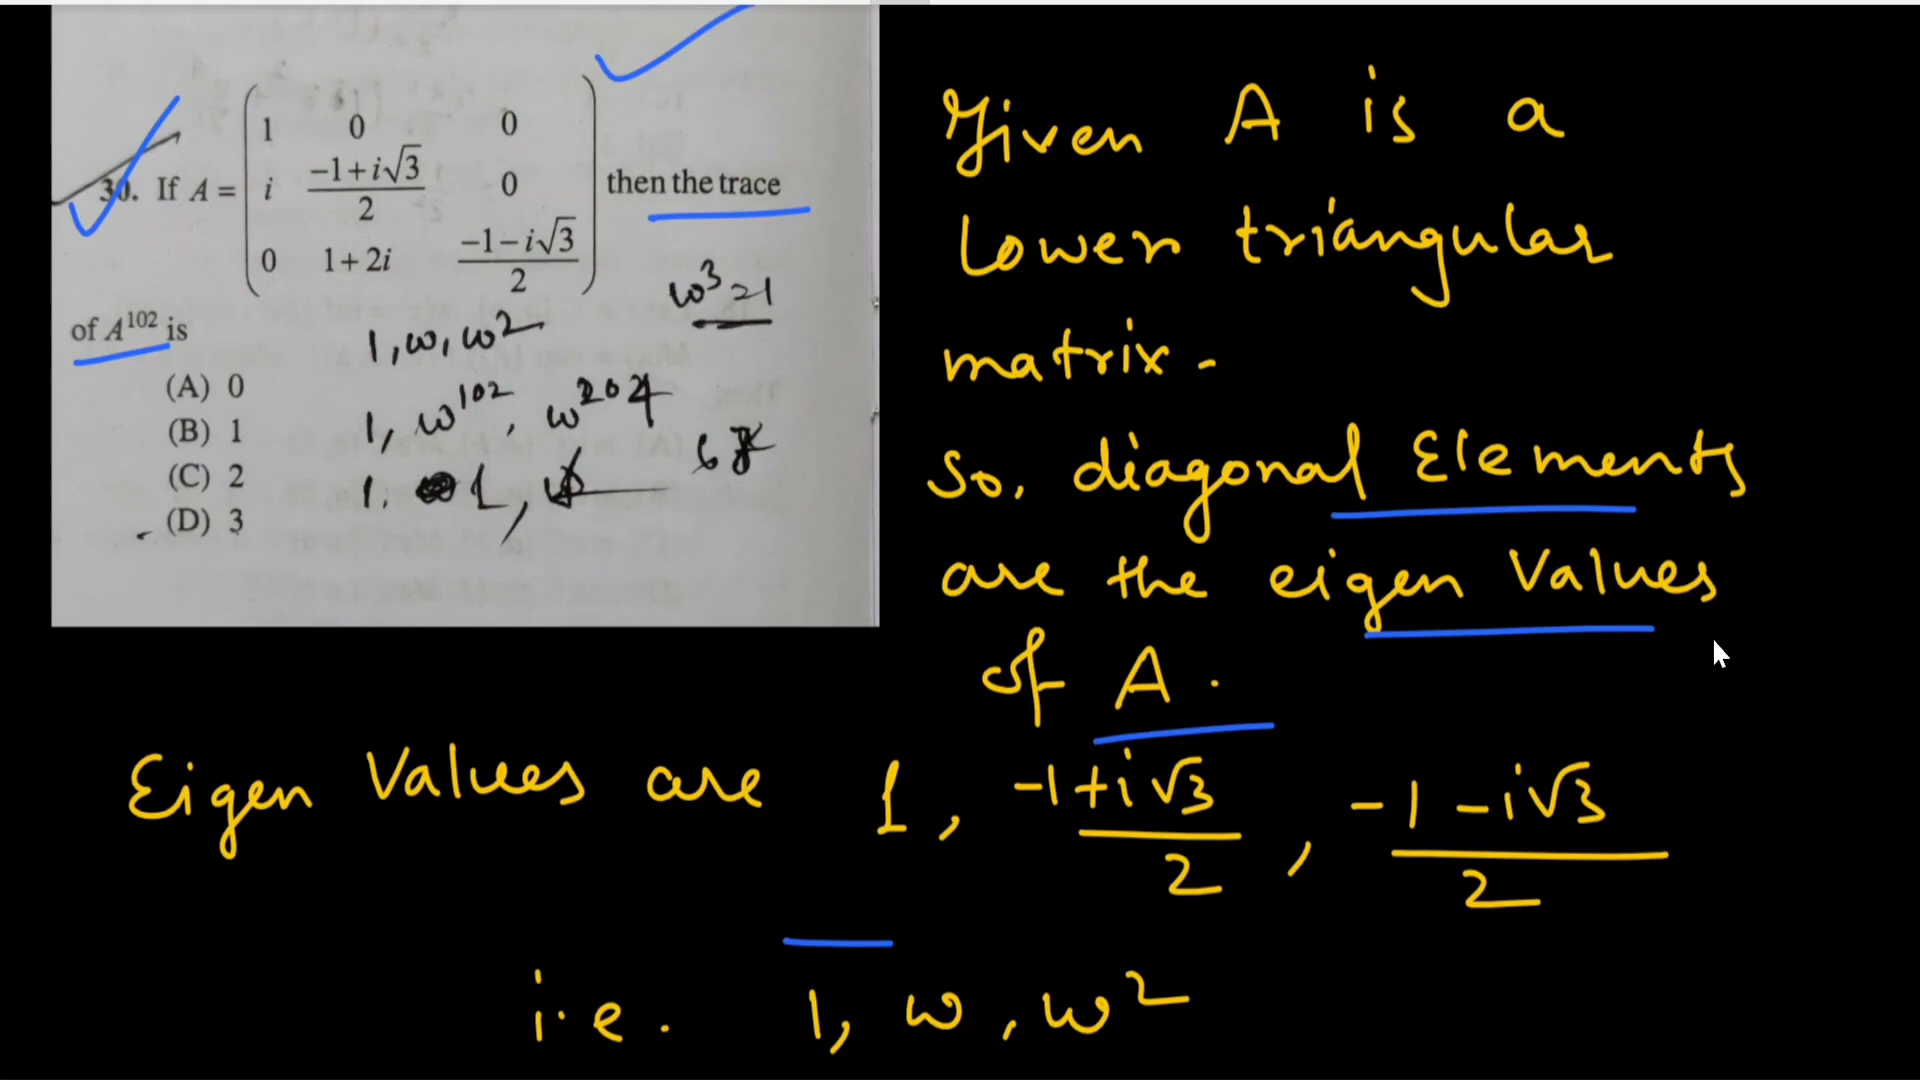 30. If A = ( 1 0 0
i (-1+i√3)/2 0
0 1+2i (-1-i√3)/2 ) then the trace
of A^102 is
(A) 0
(B) 1
(C) 2
(D) 3
ω^3=1
1, ω, ω^2
1, ω^102, ω^204
1, 1,
68
Given A is a
Lower triangular
matrix.
So, diagonal Elements
are the eigen Values
of A.
Eigen Values are 1, (-1+i√3)/2, (-1-i√3)/2
i.e. 1, ω, ω^2